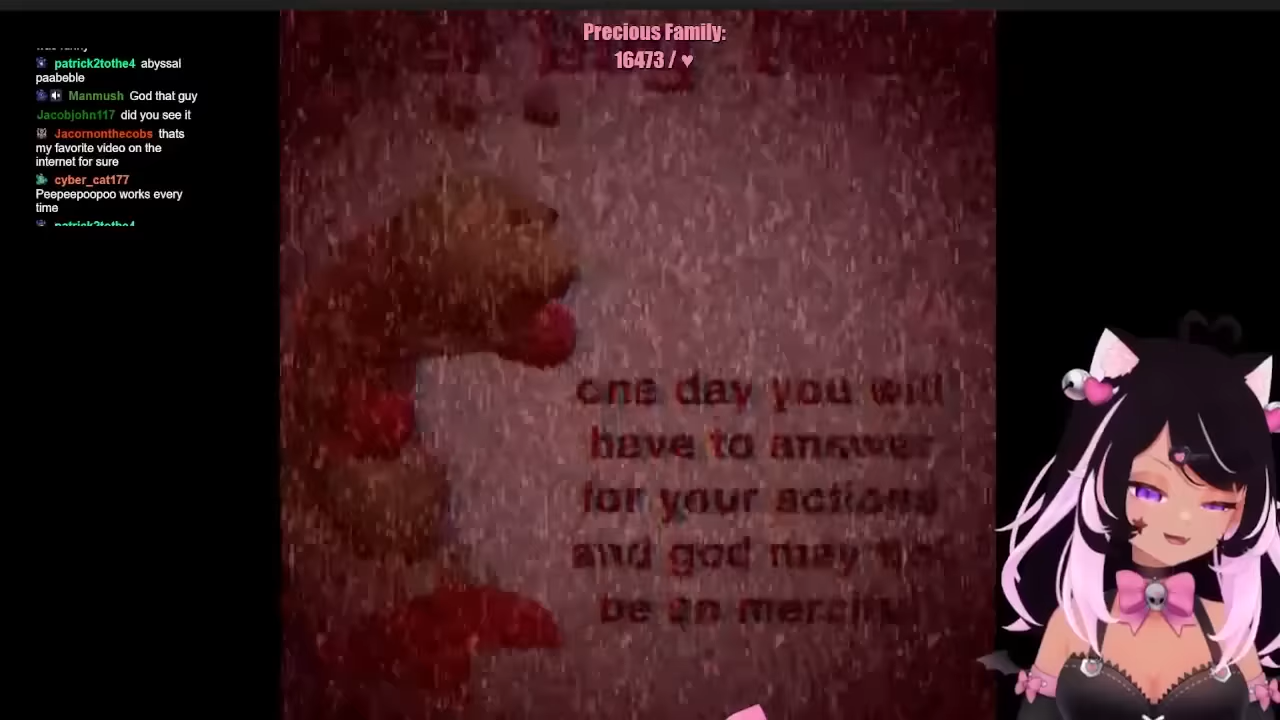 Precious Family:
16473 / ♥
patrick2tothe4 abyssal
paabeble
Manmush God that guy
Jacobjohn117 did you see it
Jacornonthecobs thats
my favorite video on the
internet for sure
cyber_cat177
Peepeepoopoo works every
time
patrick2tothe4
one day you will
have to answer
for your actions
and god may not
be so